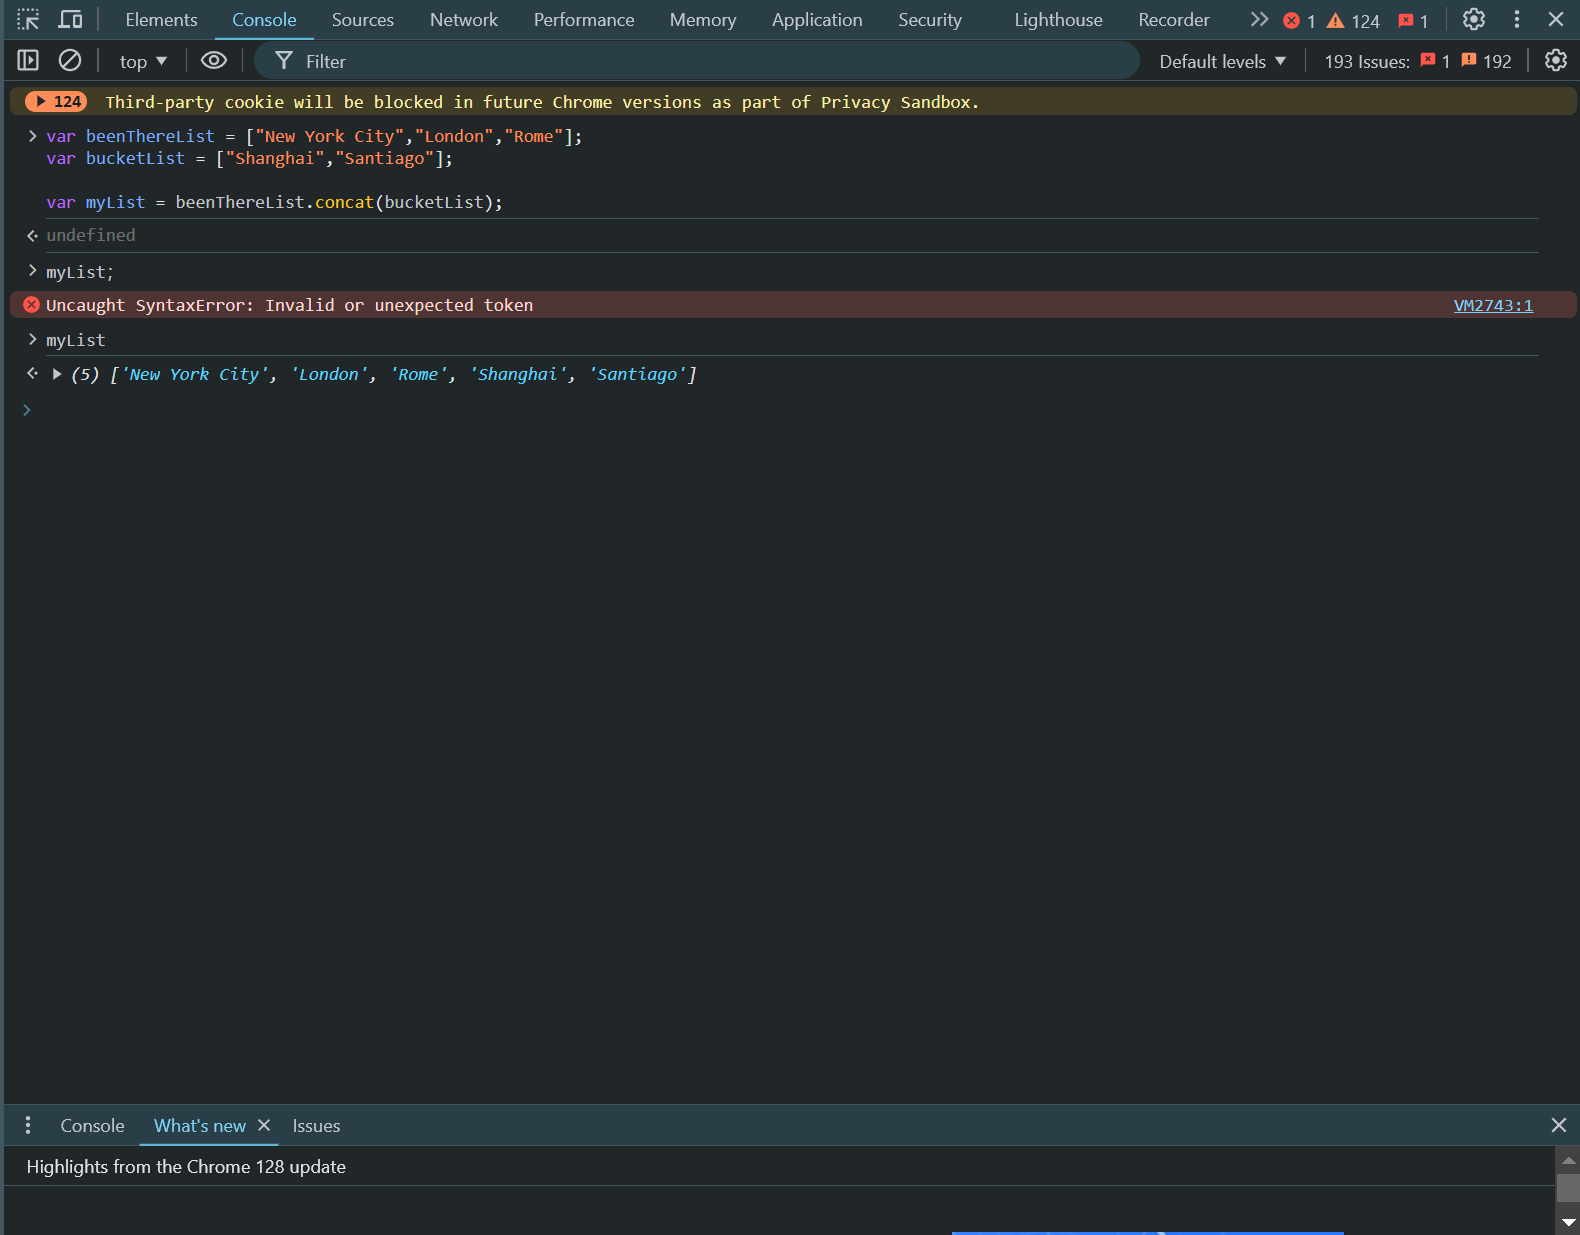 Elements Console Sources Network Performance Memory Application Security Lighthouse Recorder 1 124 1
top Filter Default levels 193 Issues: 1 192
124 Third-party cookie will be blocked in future Chrome versions as part of Privacy Sandbox.
> var beenThereList = ["New York City","London","Rome"];
var bucketList = ["Shanghai","Santiago"];
var myList = beenThereList.concat(bucketList);
undefined
> myList;
Uncaught SyntaxError: Invalid or unexpected token VM2743:1
> myList
(5) ['New York City', 'London', 'Rome', 'Shanghai', 'Santiago']
>
Console What's new Issues
Highlights from the Chrome 128 update